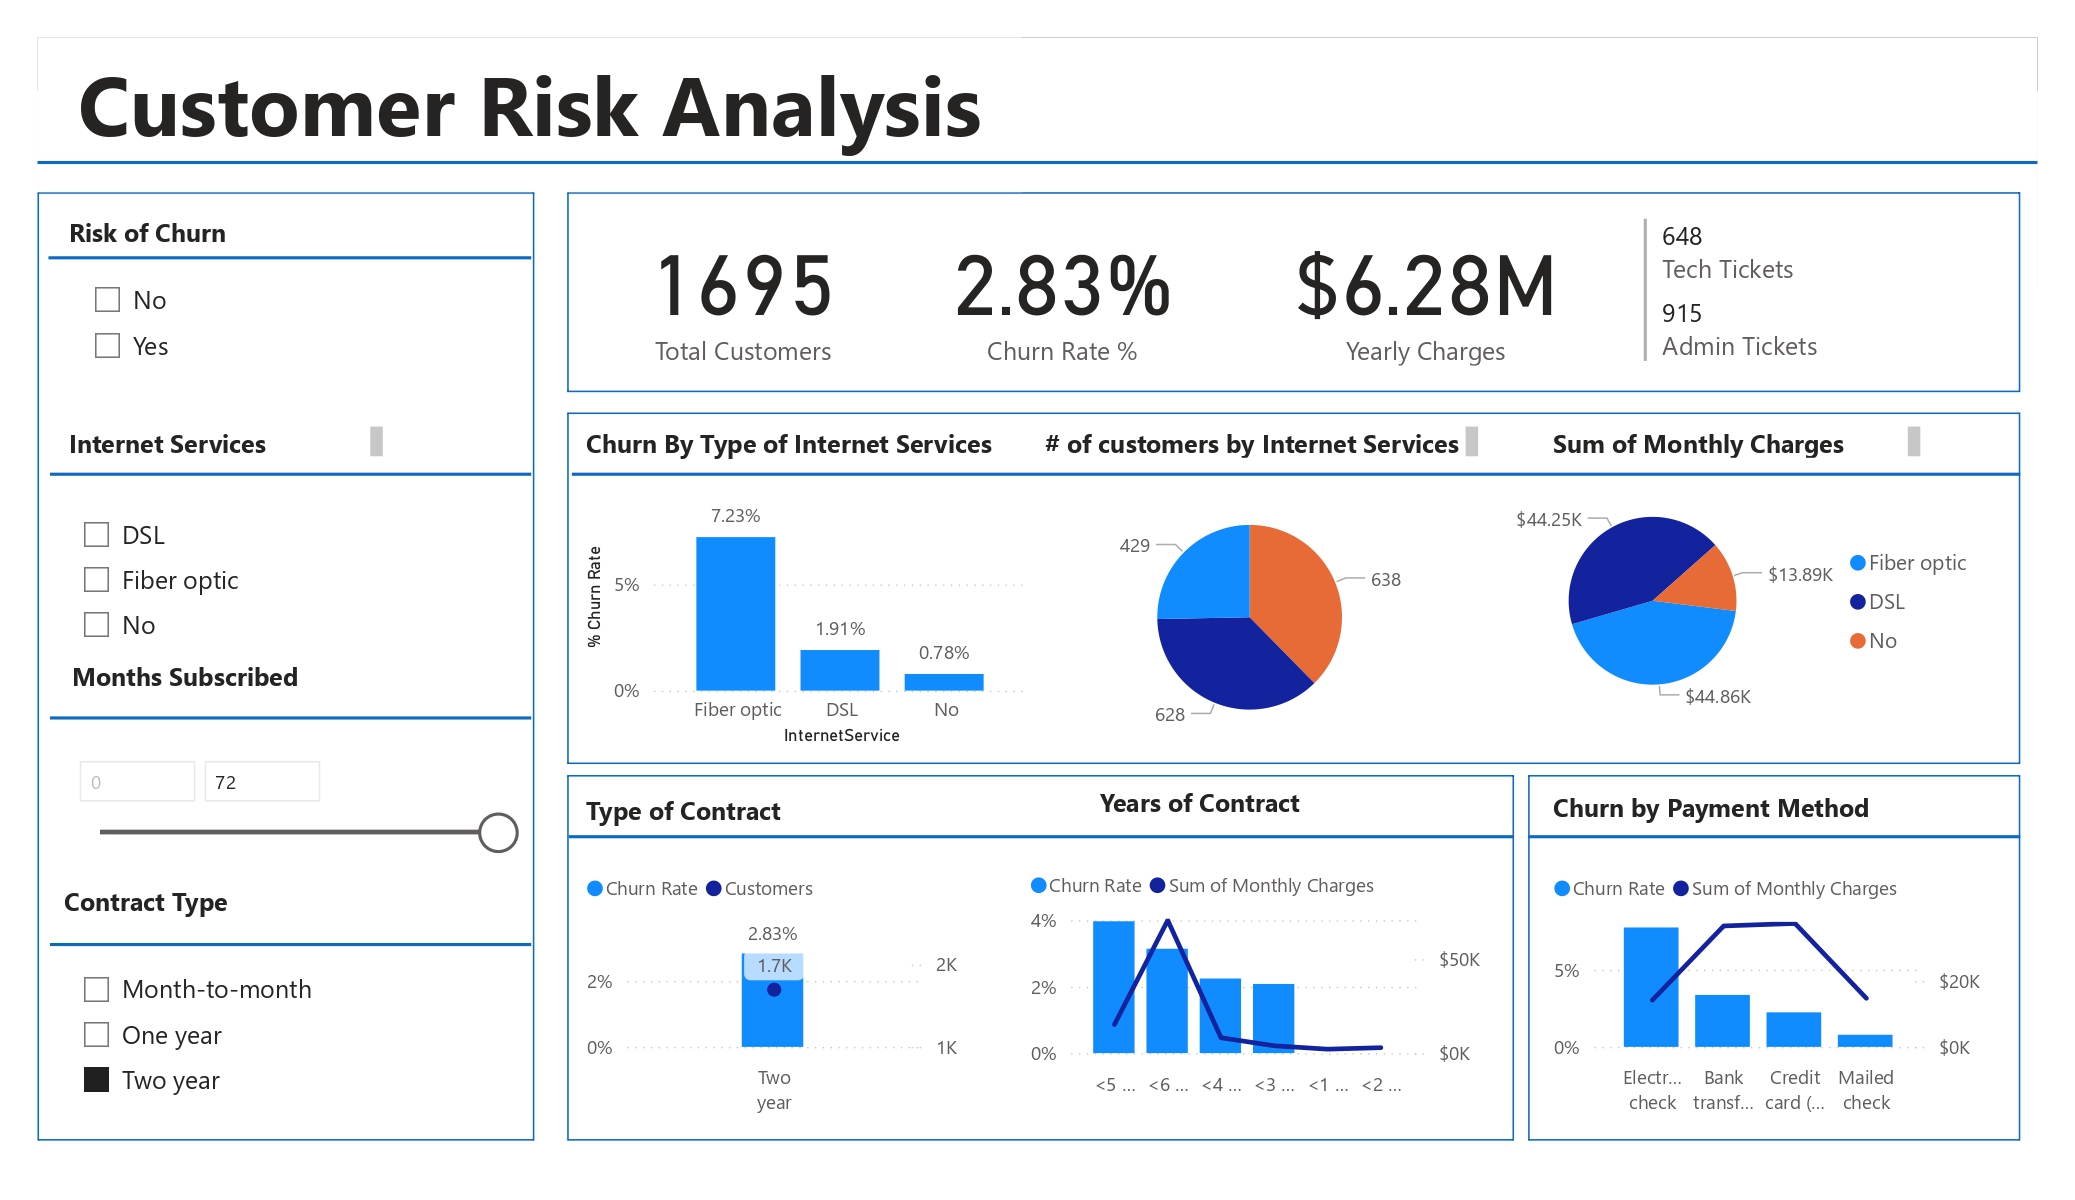 Customer Risk Analysis
Risk of Churn
No
Yes
Internet Services
DSL
Fiber optic
No
Months Subscribed
0
72
Contract Type
Month-to-month
One year
Two year
1695
Total Customers
2.83%
Churn Rate %
$6.28M
Yearly Charges
648
Tech Tickets
915
Admin Tickets
Churn By Type of Internet Services
% Churn Rate
5%
0%
7.23%
1.91%
0.78%
Fiber optic
DSL
No
InternetService
# of customers by Internet Services
429
638
628
Sum of Monthly Charges
$44.25K
$13.89K
$44.86K
Fiber optic
DSL
No
Type of Contract
Churn Rate
Customers
2.83%
1.7K
2%
0%
2K
1K
Two
year
Years of Contract
Churn Rate
Sum of Monthly Charges
4%
2%
0%
$50K
$0K
<5 ...
<6 ...
<4 ...
<3 ...
<1 ...
<2 ...
Churn by Payment Method
Churn Rate
Sum of Monthly Charges
5%
0%
$20K
$0K
Electr...
check
Bank
transf...
Credit
card (...
Mailed
check